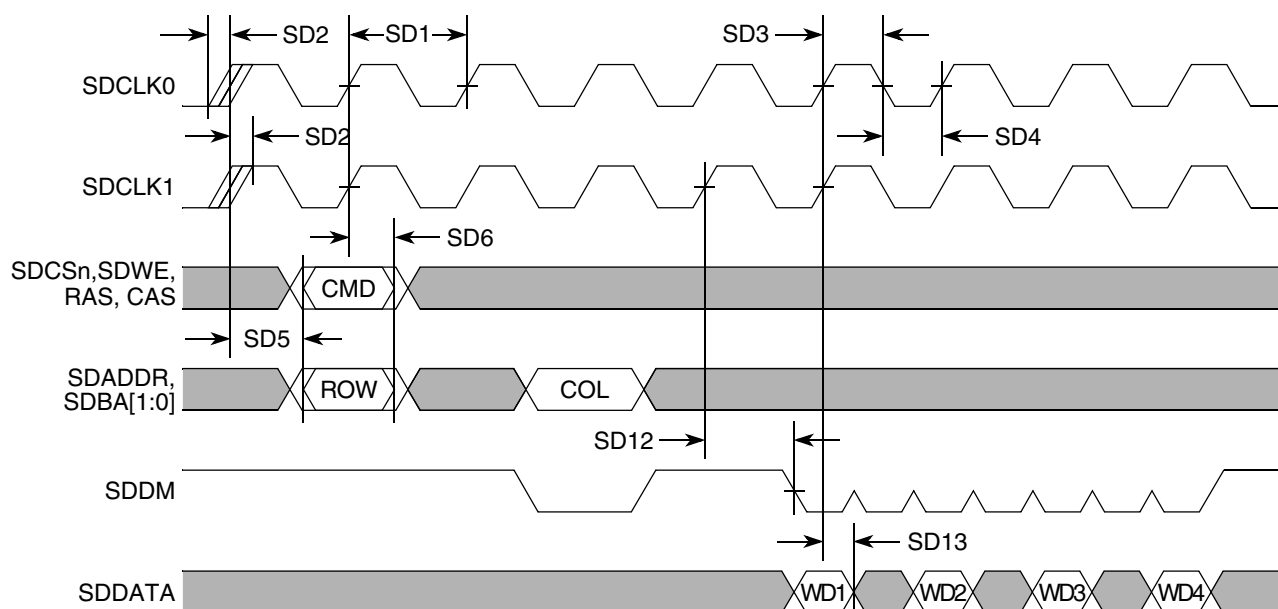 SD2
SD1
SD3
SDCLK0
SD2
SD4
SDCLK1
SD6
SDCSn,SDWE,
RAS, CAS
CMD
SD5
SDADDR,
SDBA[1:0]
ROW
COL
SD12
SDDM
SD13
SDDATA
WD1
WD2
WD3
WD4